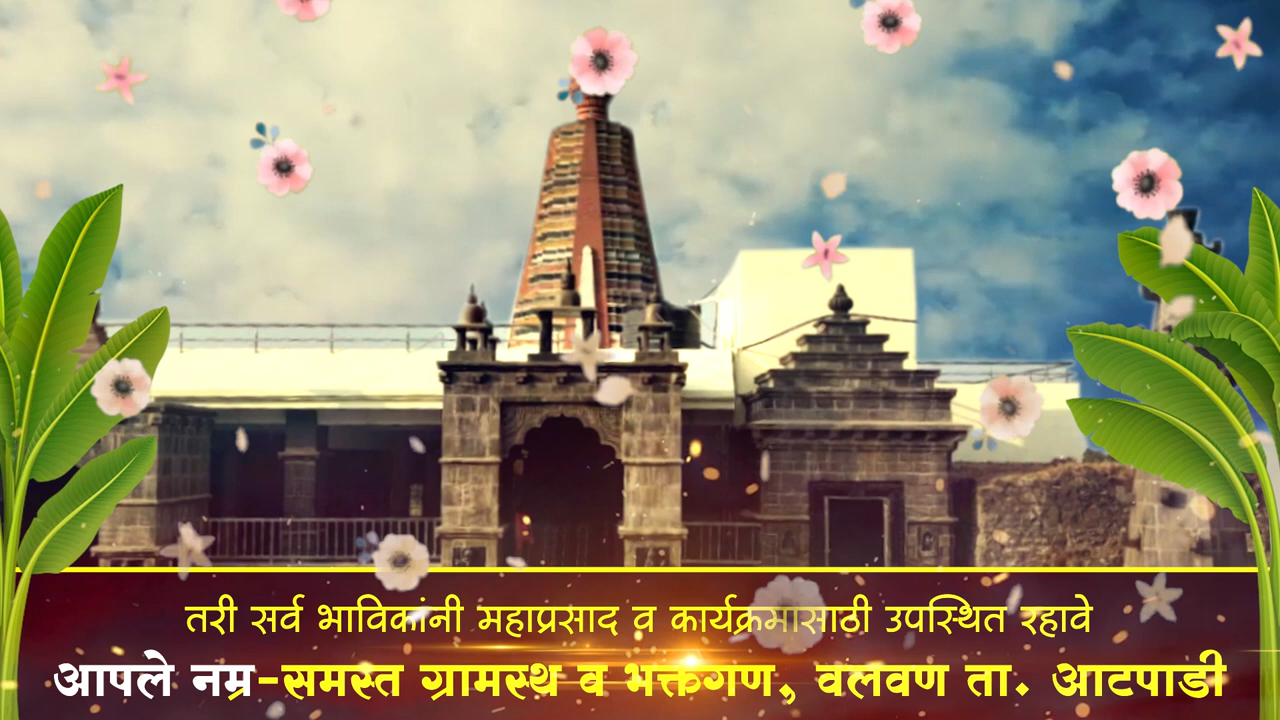 तरी सर्व भाविकांनी महाप्रसाद व कार्यक्रमासाठी उपस्थित रहावे
आपले नम्र-समस्त ग्रामस्थ व भक्तगण, वलवण ता. आटपाडी